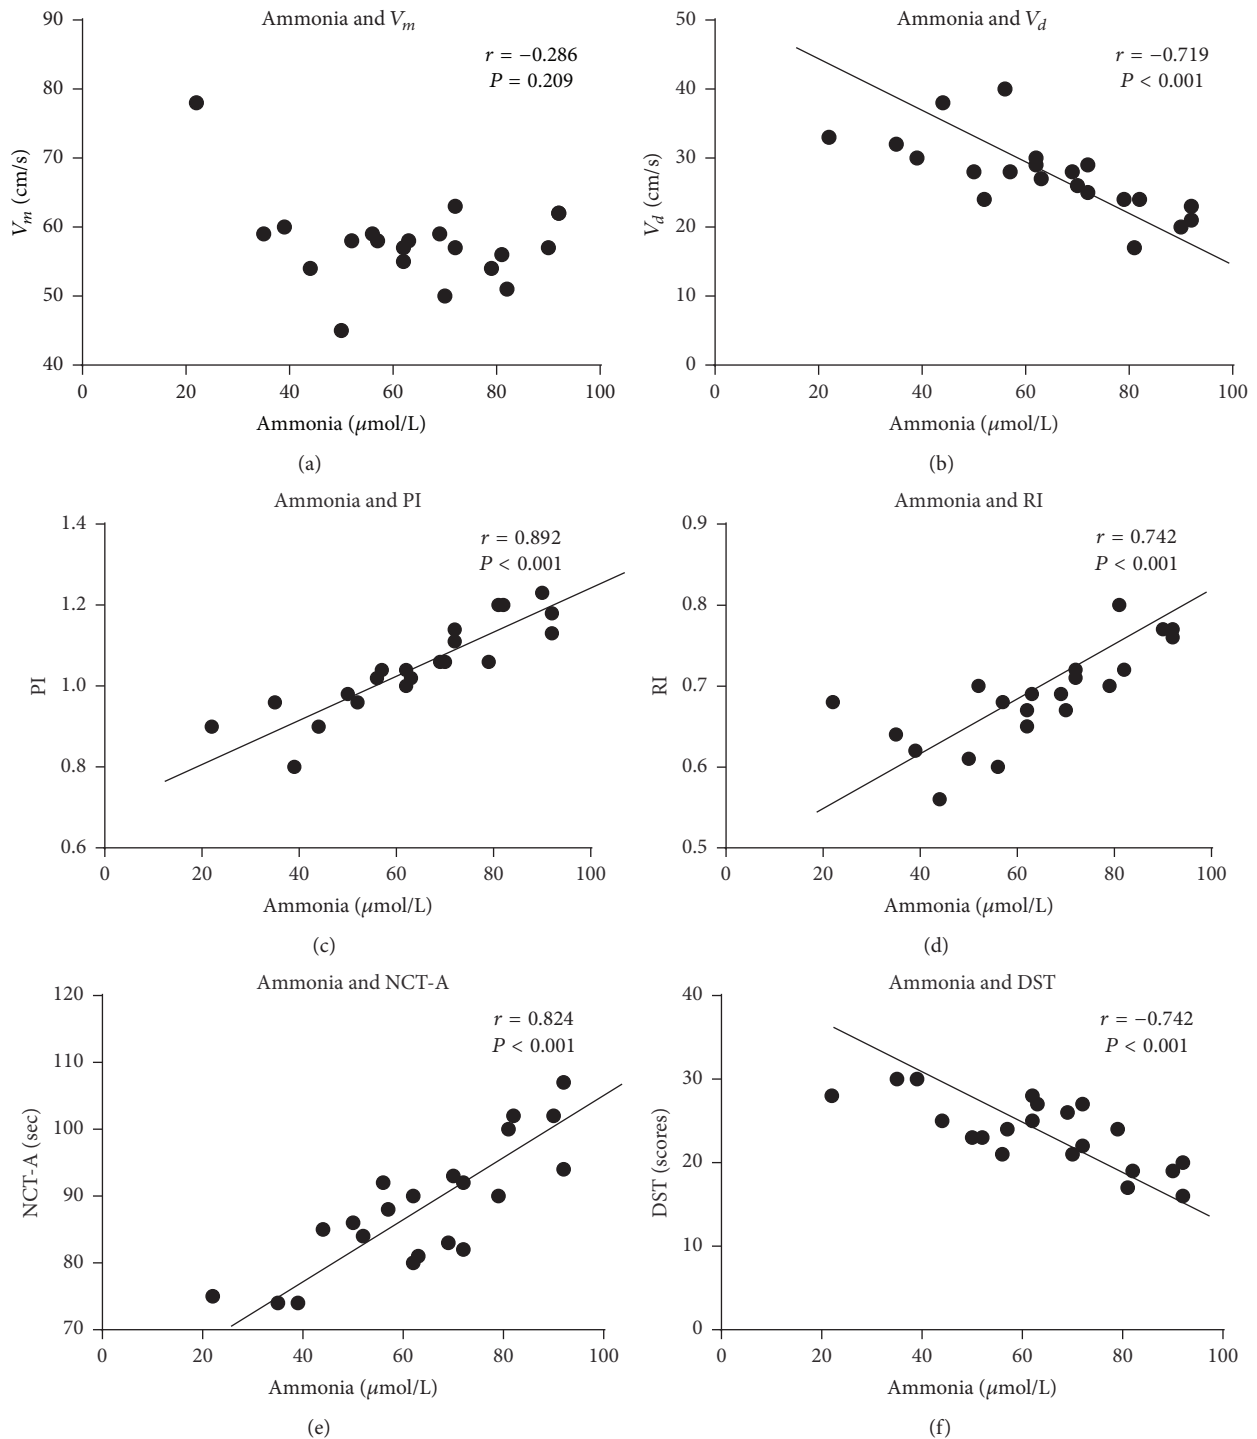 Ammonia and Vm
r = −0.286
P = 0.209
90
80
70
60
50
40
Vm (cm/s)
0 20 40 60 80 100
Ammonia (μmol/L)
(a)
Ammonia and Vd
r = −0.719
P < 0.001
50
40
30
20
10
0
Vd (cm/s)
0 20 40 60 80 100
Ammonia (μmol/L)
(b)
Ammonia and PI
r = 0.892
P < 0.001
1.4
1.2
1.0
0.8
0.6
PI
0 20 40 60 80 100
Ammonia (μmol/L)
(c)
Ammonia and RI
r = 0.742
P < 0.001
0.9
0.8
0.7
0.6
0.5
RI
0 20 40 60 80 100
Ammonia (μmol/L)
(d)
Ammonia and NCT-A
r = 0.824
P < 0.001
120
110
100
90
80
70
NCT-A (sec)
0 20 40 60 80 100
Ammonia (μmol/L)
(e)
Ammonia and DST
r = −0.742
P < 0.001
40
30
20
10
0
DST (scores)
0 20 40 60 80 100
Ammonia (μmol/L)
(f)